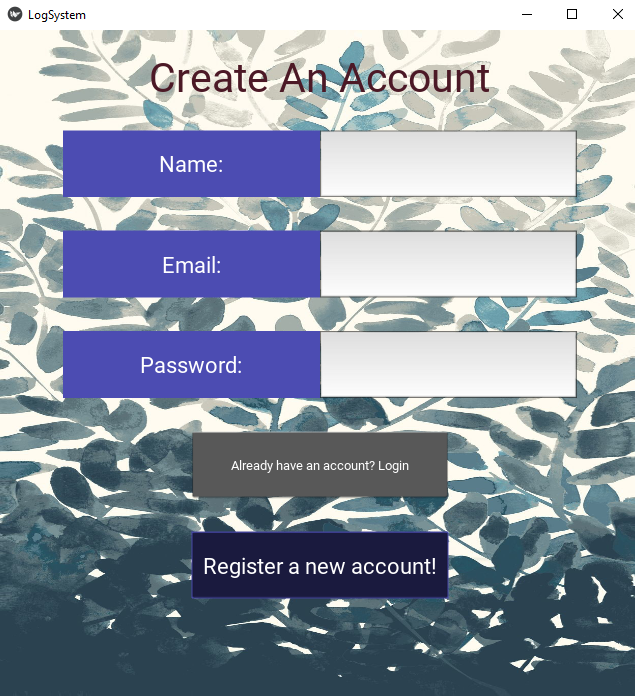 LogSystem
Create An Account
Name:
Email:
Password:
Already have an account? Login
Register a new account!